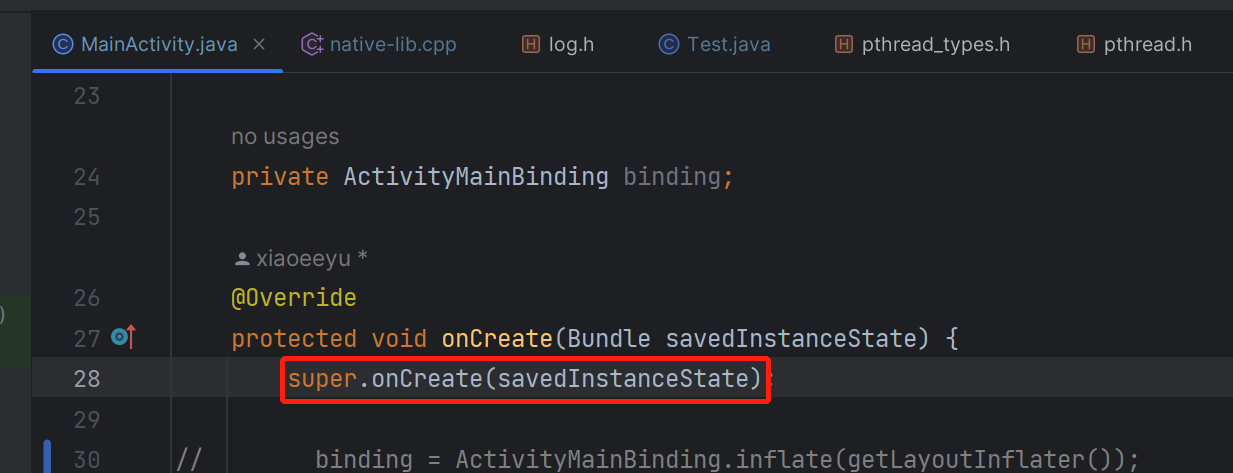 MainActivity.java native-lib.cpp log.h Test.java pthread_types.h pthread.h
23
no usages
24 private ActivityMainBinding binding;
25
xiaoeeyu *
26 @Override
27 protected void onCreate(Bundle savedInstanceState) {
28 super.onCreate(savedInstanceState);
29
30 // binding = ActivityMainBinding.inflate(getLayoutInflater());
)